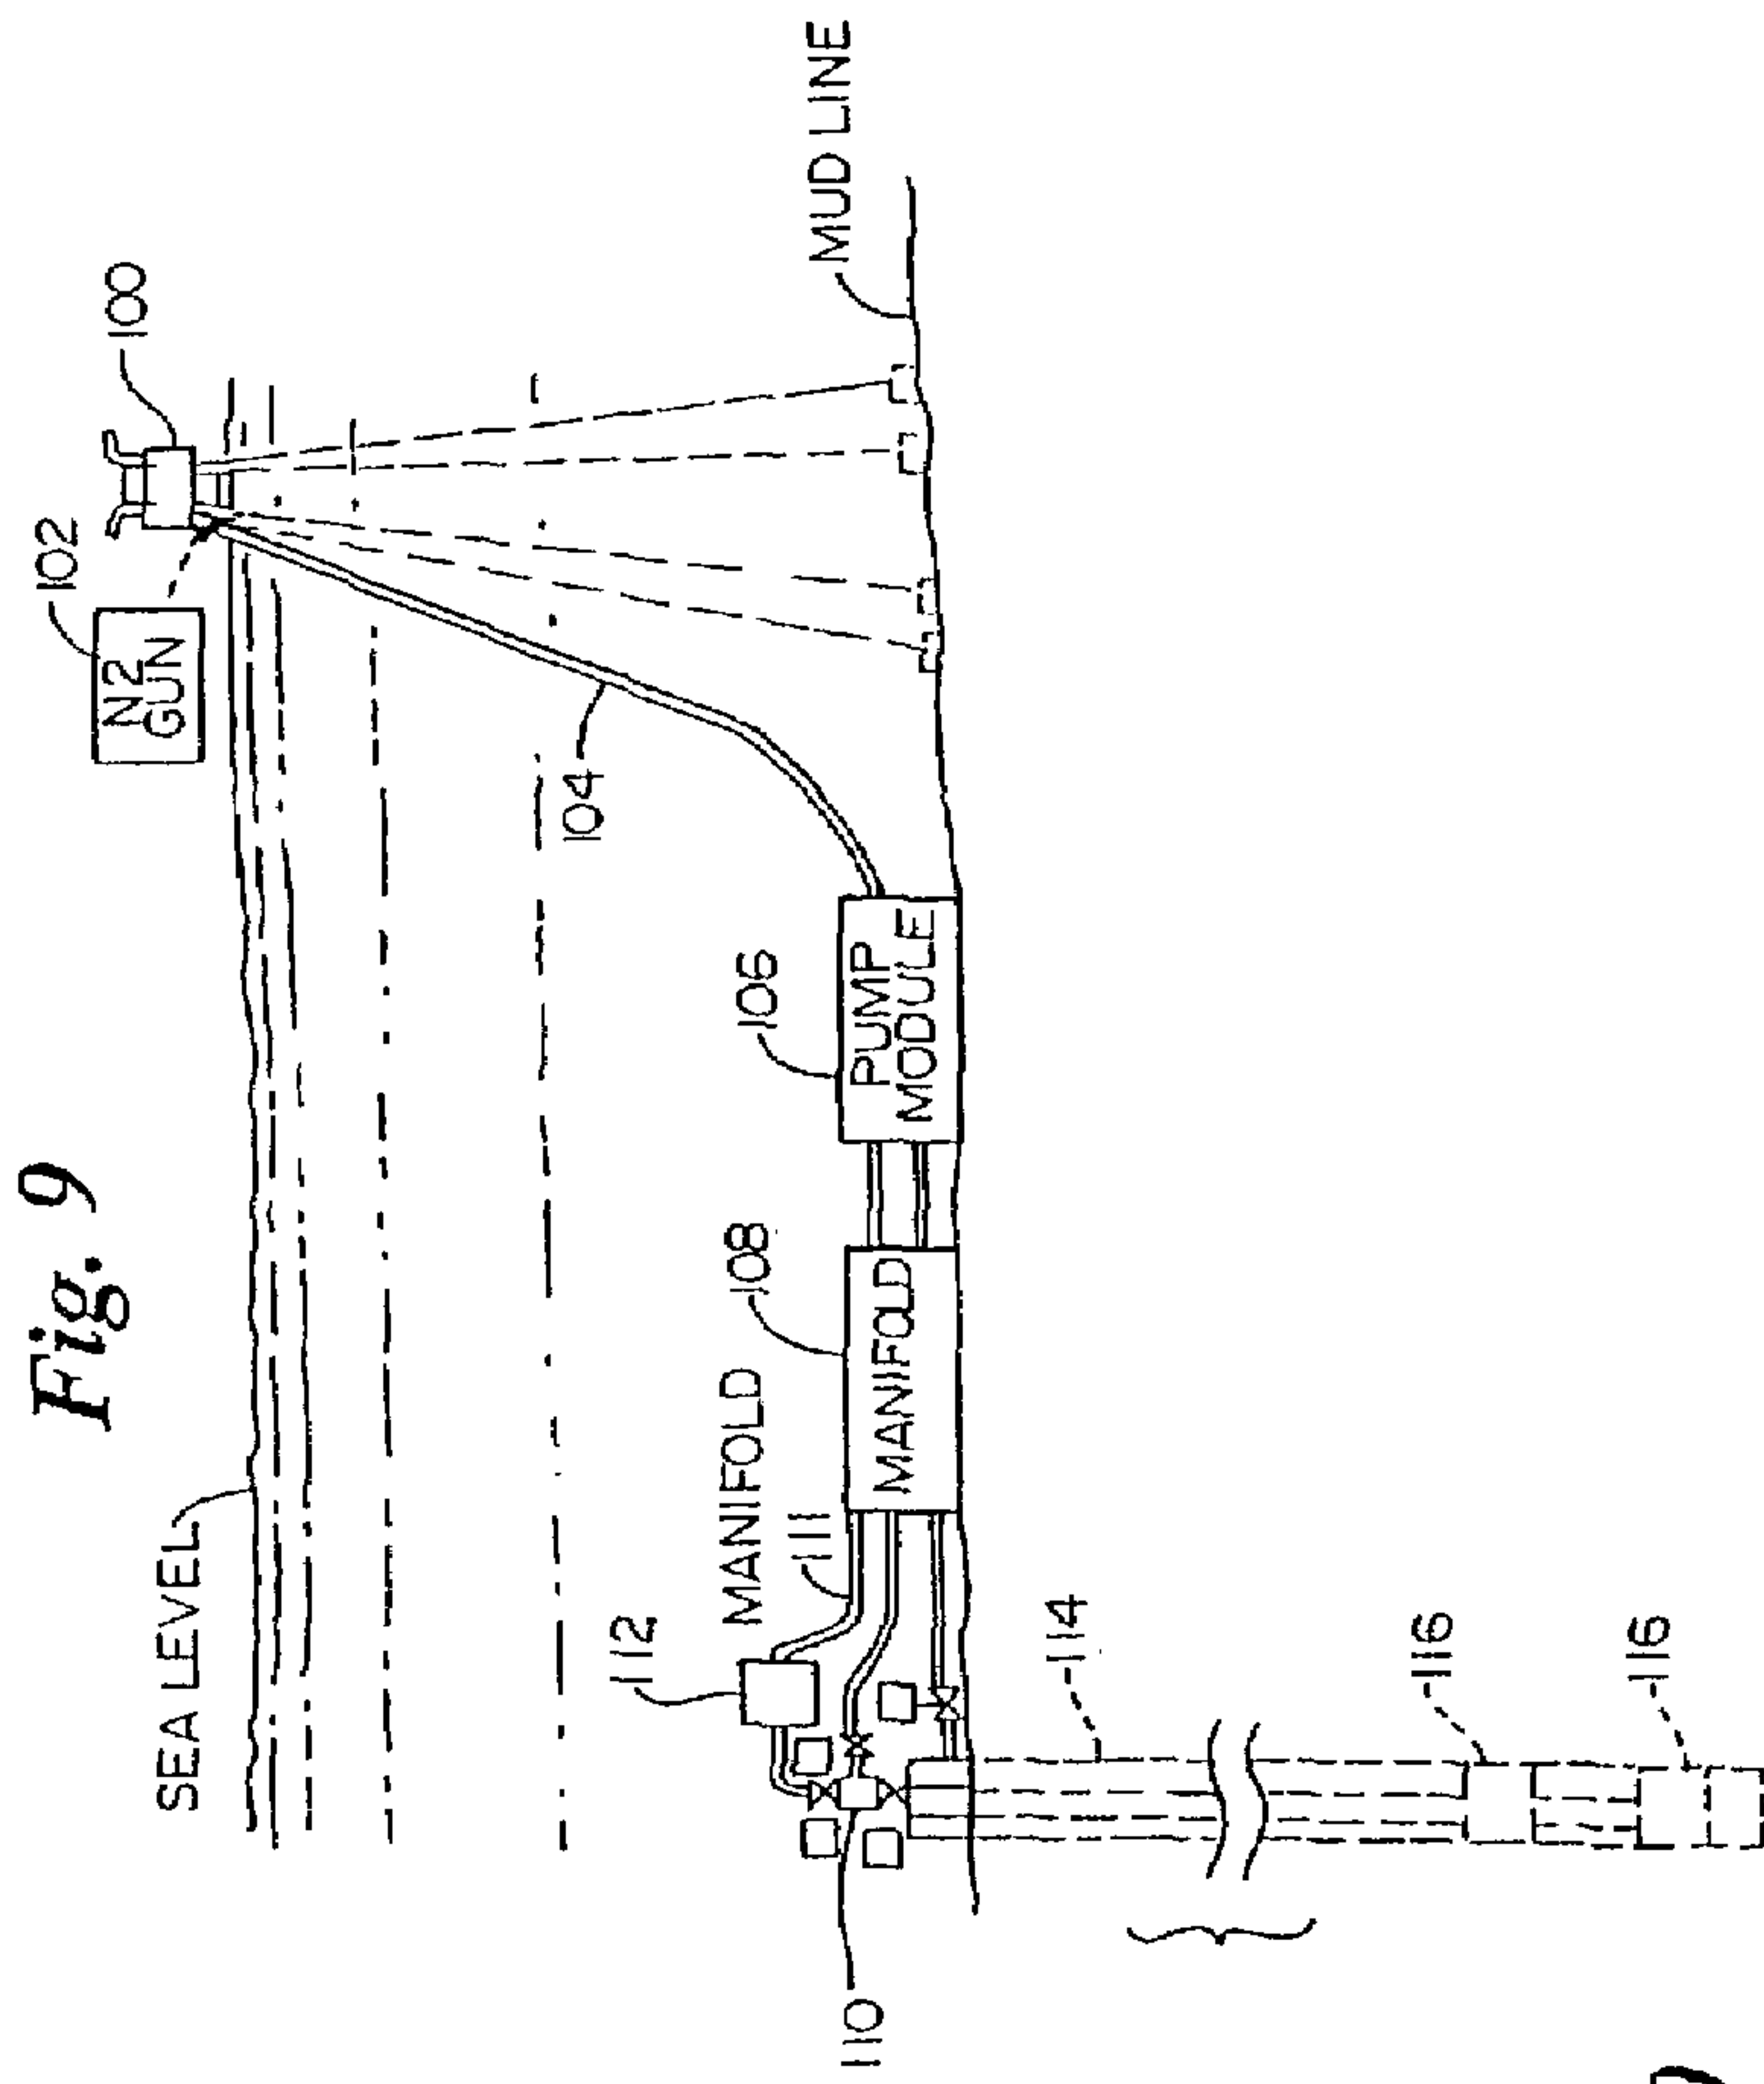 Fig. 9
SEA LEVEL
N2
GUN
102
100
104
MUD LINE
106
PUMP
MODULE
108
MANIFOLD
MANIFOLD
111
112
110
114
116
116